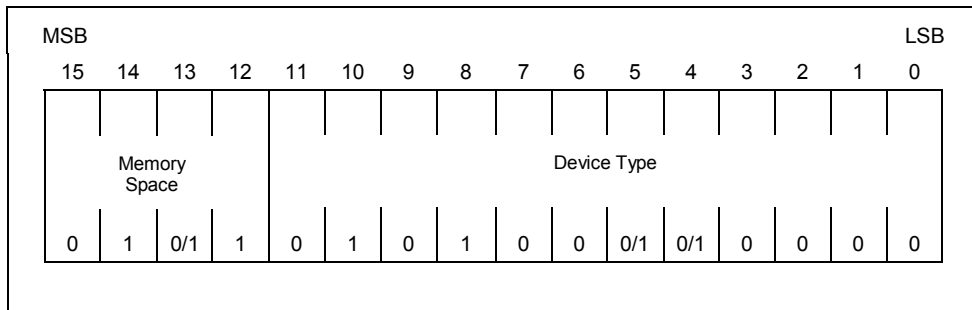 MSB LSB
15 14 13 12 11 10 9 8 7 6 5 4 3 2 1 0
Memory
Space
Device Type
0 1 0/1 1 0 1 0 1 0 0 0/1 0/1 0 0 0 0